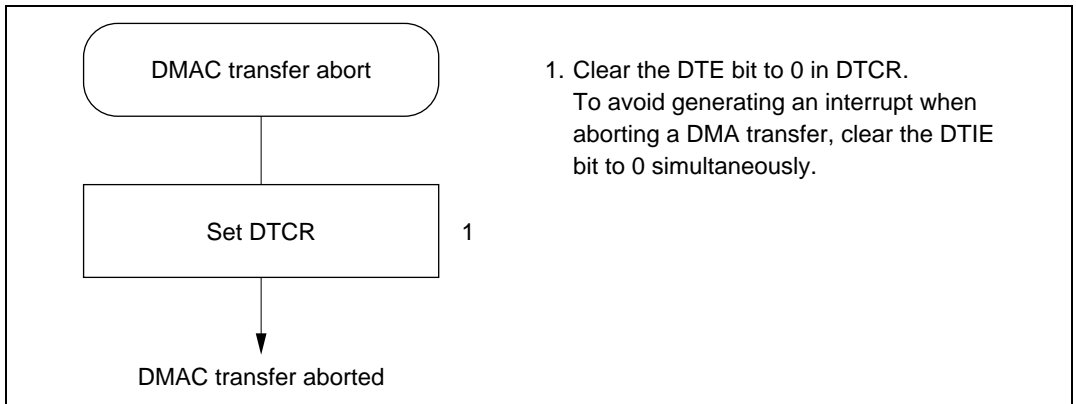 DMAC transfer abort
Set DTCR
1
DMAC transfer aborted
1. Clear the DTE bit to 0 in DTCR.
To avoid generating an interrupt when
aborting a DMA transfer, clear the DTIE
bit to 0 simultaneously.